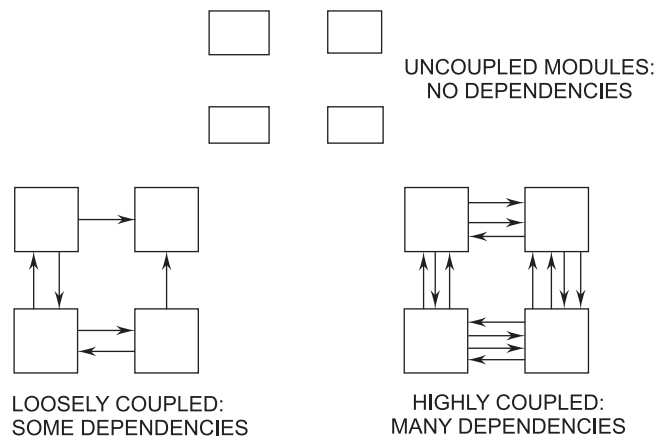 UNCOUPLED MODULES:
NO DEPENDENCIES
LOOSELY COUPLED:
SOME DEPENDENCIES
HIGHLY COUPLED:
MANY DEPENDENCIES